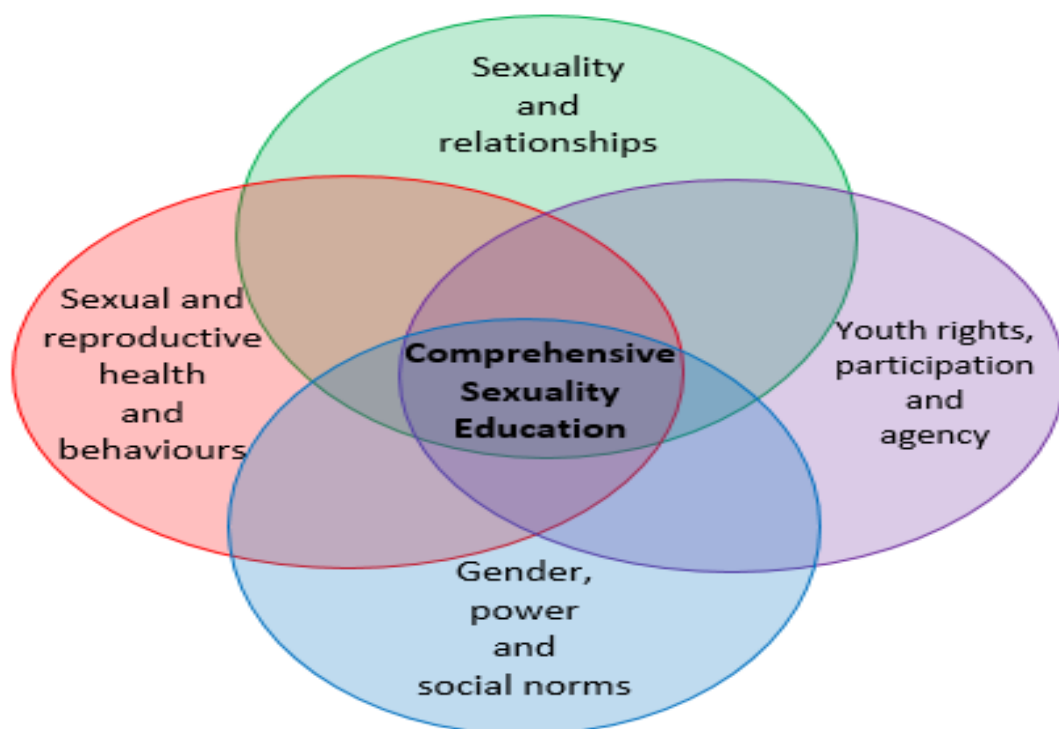 Sexuality
and
relationships
Sexual and
reproductive
health
and
behaviours
Comprehensive
Sexuality
Education
Youth rights,
participation
and
agency
Gender,
power
and
social norms